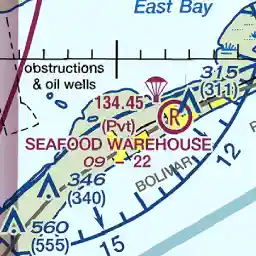 East Bay
obstructions
& oil wells
315
(311)
134.45
(Pvt)
R
SEAFOOD WAREHOUSE
09 - 22
BOLIVAR
12
346
(340)
560
(555)
15